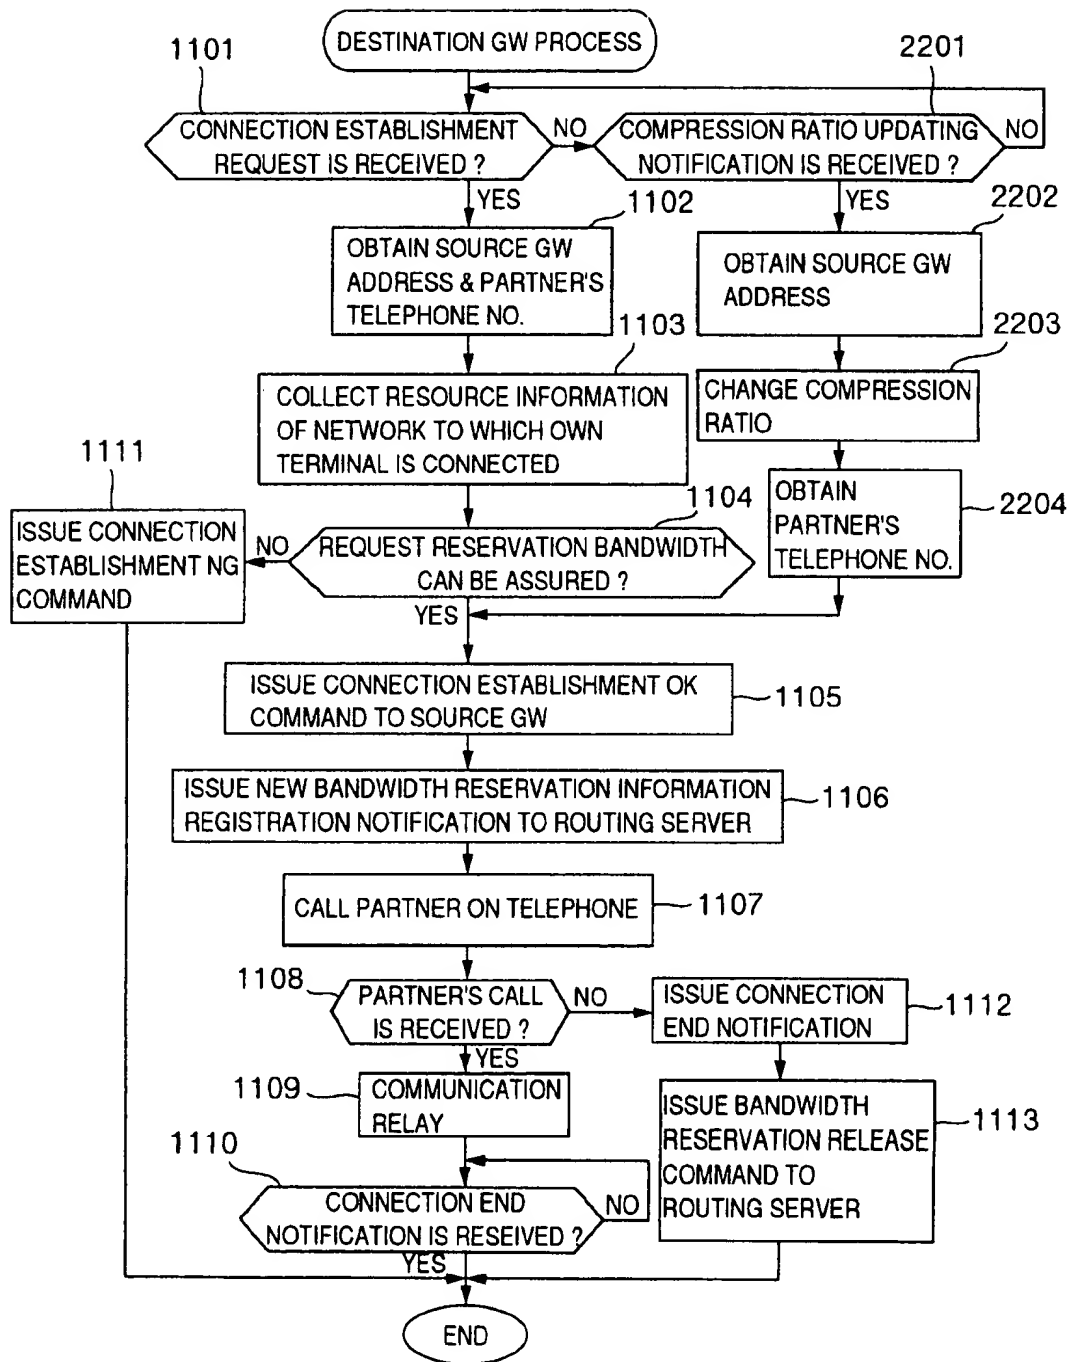 DESTINATION GW PROCESS
1101
2201
CONNECTION ESTABLISHMENT
REQUEST IS RECEIVED ?
NO
COMPRESSION RATIO UPDATING
NOTIFICATION IS RECEIVED ?
NO
YES
1102
YES
2202
OBTAIN SOURCE GW
ADDRESS & PARTNER'S
TELEPHONE NO.
OBTAIN SOURCE GW
ADDRESS
1103
2203
COLLECT RESOURCE INFORMATION
OF NETWORK TO WHICH OWN
TERMINAL IS CONNECTED
CHANGE COMPRESSION
RATIO
1111
1104
OBTAIN
PARTNER'S
TELEPHONE NO.
2204
ISSUE CONNECTION
ESTABLISHMENT NG
COMMAND
NO
REQUEST RESERVATION BANDWIDTH
CAN BE ASSURED ?
YES
ISSUE CONNECTION ESTABLISHMENT OK
COMMAND TO SOURCE GW
1105
ISSUE NEW BANDWIDTH RESERVATION INFORMATION
REGISTRATION NOTIFICATION TO ROUTING SERVER
1106
CALL PARTNER ON TELEPHONE
1107
1108
PARTNER'S CALL
IS RECEIVED ?
NO
ISSUE CONNECTION
END NOTIFICATION
1112
YES
1109
COMMUNICATION
RELAY
ISSUE BANDWIDTH
RESERVATION RELEASE
COMMAND TO
ROUTING SERVER
1113
1110
CONNECTION END
NOTIFICATION IS RESEIVED ?
NO
YES
END